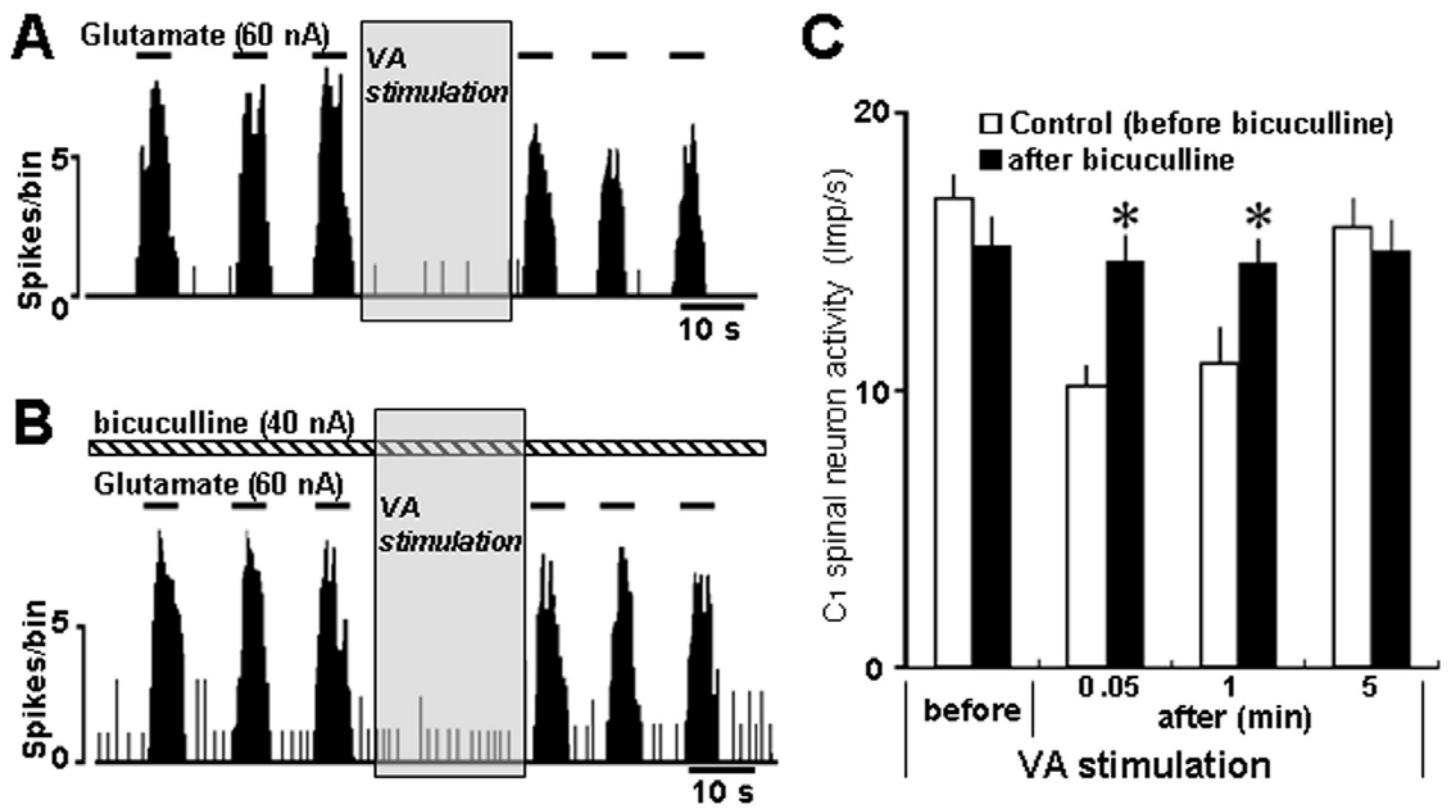 A
Glutamate (60 nA)
VA
stimulation
Spikes/bin
5
0
10 s
B
bicuculline (40 nA)
Glutamate (60 nA)
VA
stimulation
Spikes/bin
5
0
10 s
C
C1 spinal neuron activity (Imp/s)
20
10
0
Control (before bicuculline)
after bicuculline
* *
before
0.05 1 5
after (min)
VA stimulation